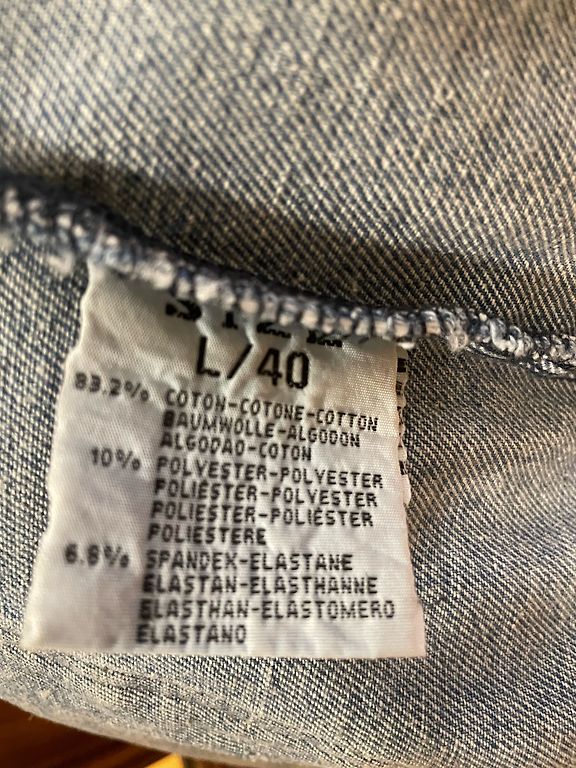 L/40
83.2% COTON-COTONE-COTTON
BAUMWOLLE-ALGODON
ALGODAO-COTON
10% POLYESTER-POLYESTER
POLIÉSTER-POLYESTER
POLIESTER-POLIÉSTER
POLIESTERE
6.8% SPANDEX-ELASTANE
ELASTAN-ELASTHANNE
ELASTHAN-ELASTOMERO
ELASTANO